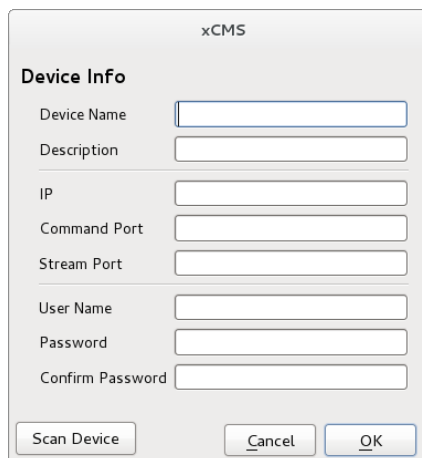 xCMS
Device Info
Device Name
Description
IP
Command Port
Stream Port
User Name
Password
Confirm Password
Scan Device
Cancel
OK